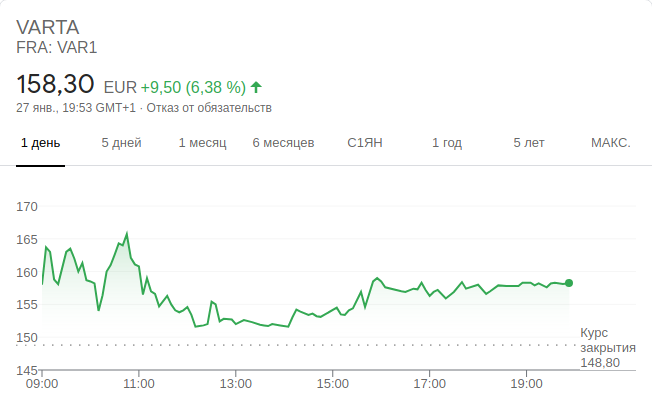 VARTA
FRA: VAR1
158,30 EUR +9,50 (6,38 %)
27 янв., 19:53 GMT+1 · Отказ от обязательств
1 день 5 дней 1 месяц 6 месяцев С1ЯН 1 год 5 лет МАКС.
170
165
160
155
150
Курс
закрытия
148,80
145
09:00 11:00 13:00 15:00 17:00 19:00